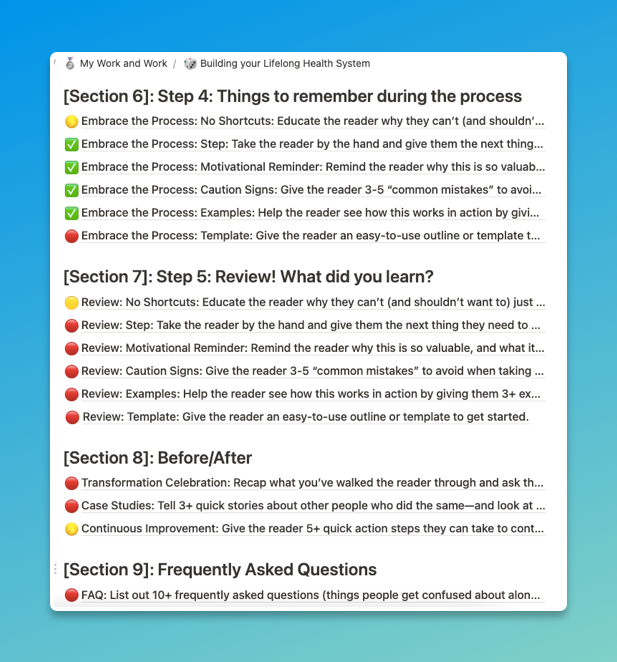 My Work and Work / Building your Lifelong Health System
[Section 6]: Step 4: Things to remember during the process
Embrace the Process: No Shortcuts: Educate the reader why they can’t (and shouldn’...
Embrace the Process: Step: Take the reader by the hand and give them the next thing...
Embrace the Process: Motivational Reminder: Remind the reader why this is so valuab...
Embrace the Process: Caution Signs: Give the reader 3-5 “common mistakes” to avoi...
Embrace the Process: Examples: Help the reader see how this works in action by givi...
Embrace the Process: Template: Give the reader an easy-to-use outline or template t...
[Section 7]: Step 5: Review! What did you learn?
Review: No Shortcuts: Educate the reader why they can’t (and shouldn’t want to) just ...
Review: Step: Take the reader by the hand and give them the next thing they need to ...
Review: Motivational Reminder: Remind the reader why this is so valuable, and what it...
Review: Caution Signs: Give the reader 3-5 “common mistakes” to avoid when taking ...
Review: Examples: Help the reader see how this works in action by giving them 3+ ex...
Review: Template: Give the reader an easy-to-use outline or template to get started.
[Section 8]: Before/After
Transformation Celebration: Recap what you’ve walked the reader through and ask th...
Case Studies: Tell 3+ quick stories about other people who did the same—and look at ...
Continuous Improvement: Give the reader 5+ quick action steps they can take to cont...
[Section 9]: Frequently Asked Questions
FAQ: List out 10+ frequently asked questions (things people get confused about alon...